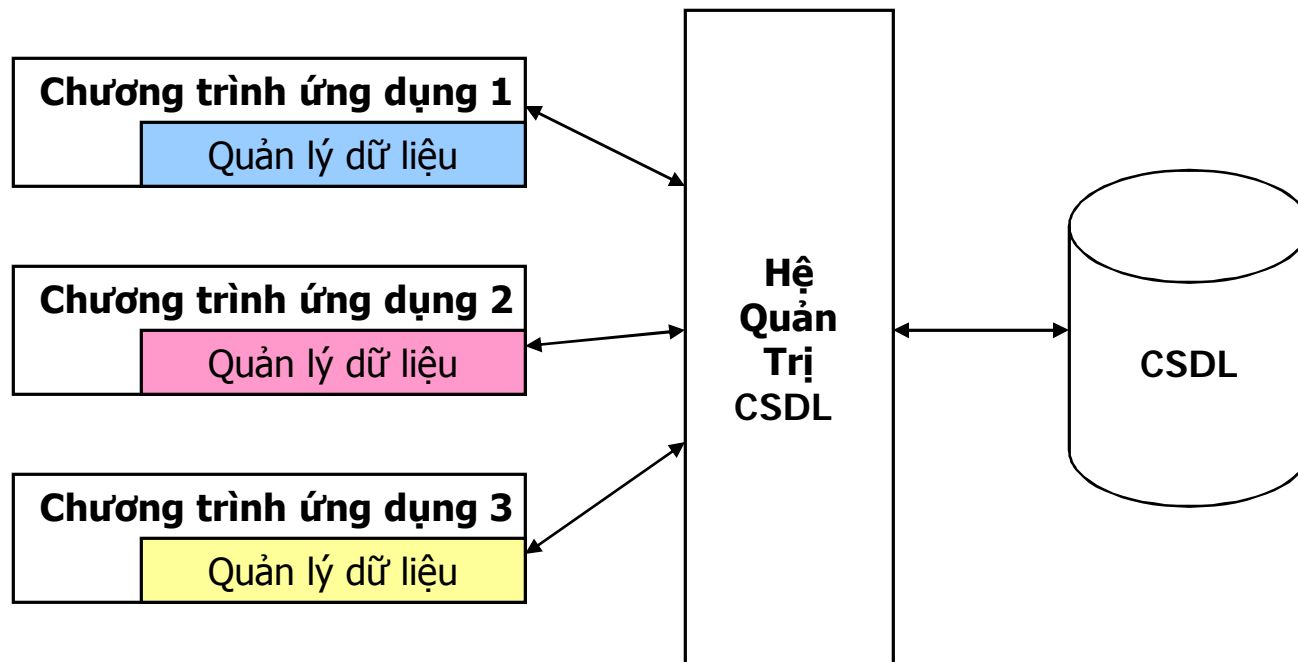 Chương trình ứng dụng 1
Quản lý dữ liệu
Chương trình ứng dụng 2
Quản lý dữ liệu
Chương trình ứng dụng 3
Quản lý dữ liệu
Hệ
Quản
Trị
CSDL
CSDL